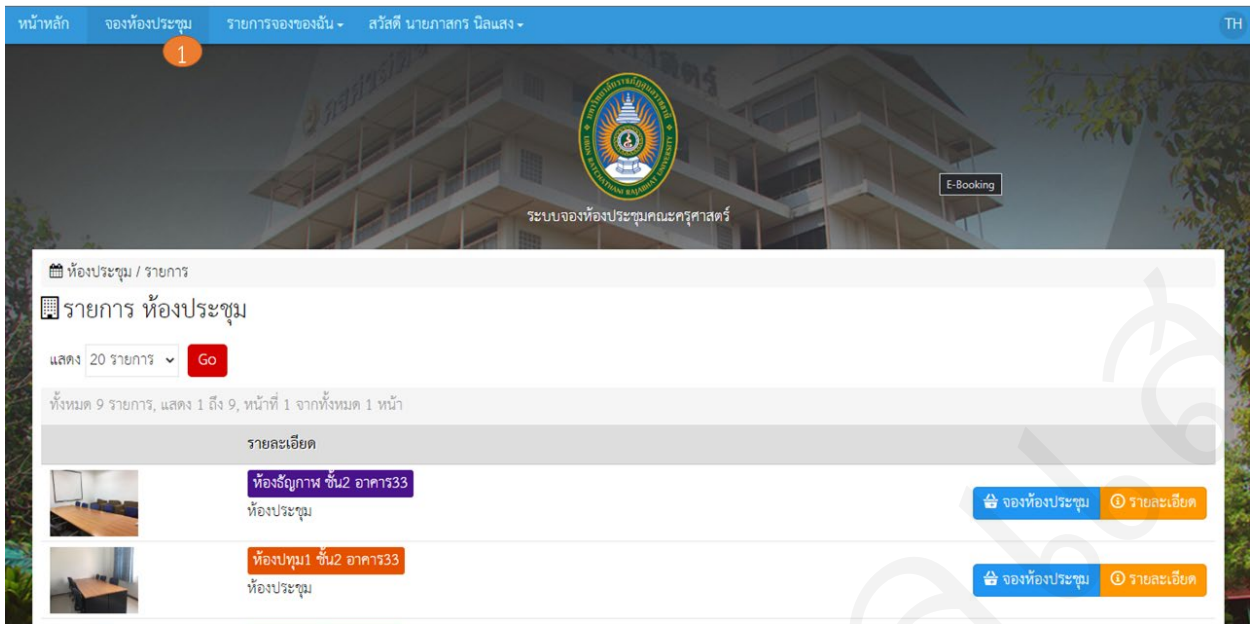 หน้าหลัก จองห้องประชุม รายการจองของฉัน สวัสดี นายภาสกร นิลแสง TH
1
UBON RATCHATHANI RAJABHAT UNIVERSITY
E-Booking
ระบบจองห้องประชุมคณะครุศาสตร์
ห้องประชุม / รายการ
รายการ ห้องประชุม
แสดง 20 รายการ Go
ทั้งหมด 9 รายการ, แสดง 1 ถึง 9, หน้าที่ 1 จากทั้งหมด 1 หน้า
รายละเอียด
ห้องธัญกาฬ ชั้น2 อาคาร33
ห้องประชุม
จองห้องประชุม รายละเอียด
ห้องปทุม1 ชั้น2 อาคาร33
ห้องประชุม
จองห้องประชุม รายละเอียด